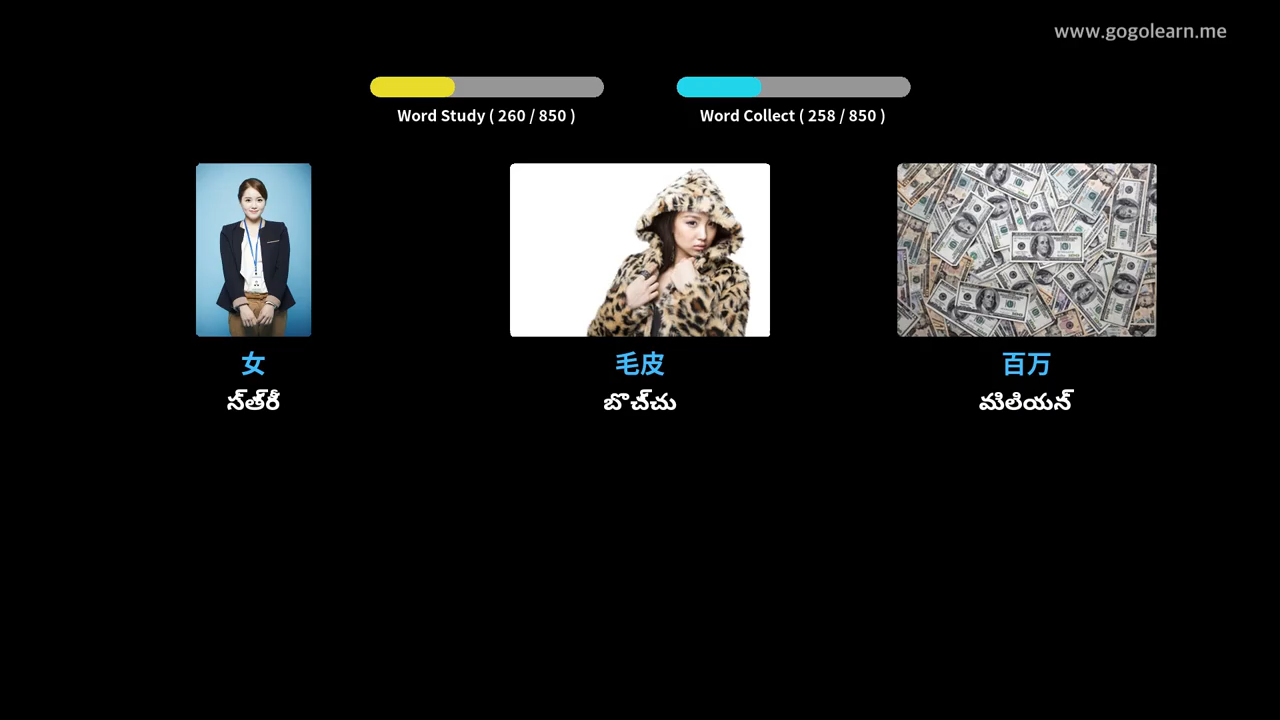 www.gogolearn.me
Word Study ( 260 / 850 )
Word Collect ( 258 / 850 )
女
స్త్రీ
毛皮
బొచ్చు
百万
మిలియన్